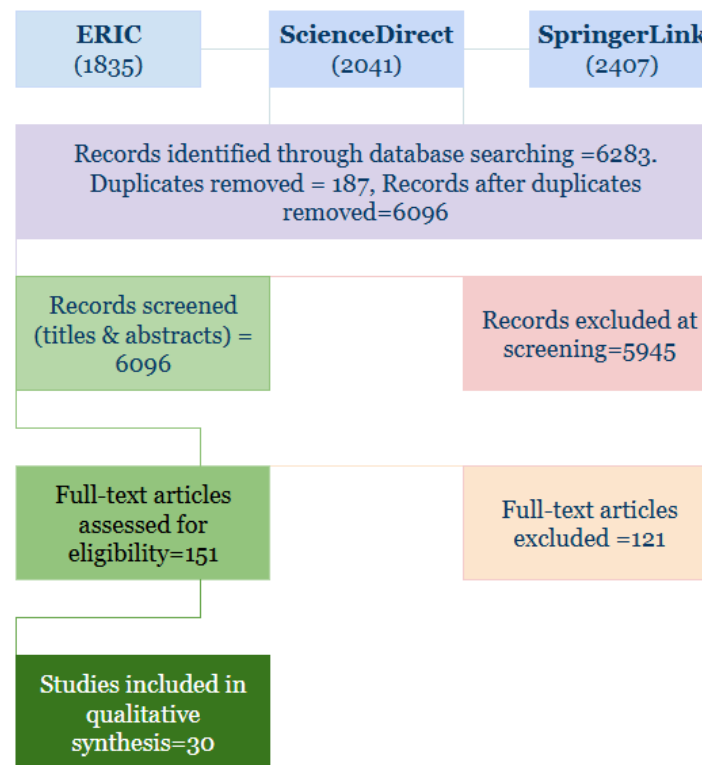 ERIC
(1835)
ScienceDirect
(2041)
SpringerLink
(2407)
Records identified through database searching =6283.
Duplicates removed = 187, Records after duplicates
removed=6096
Records screened
(titles & abstracts) =
6096
Records excluded at
screening=5945
Full-text articles
assessed for
eligibility=151
Full-text articles
excluded =121
Studies included in
qualitative
synthesis=30